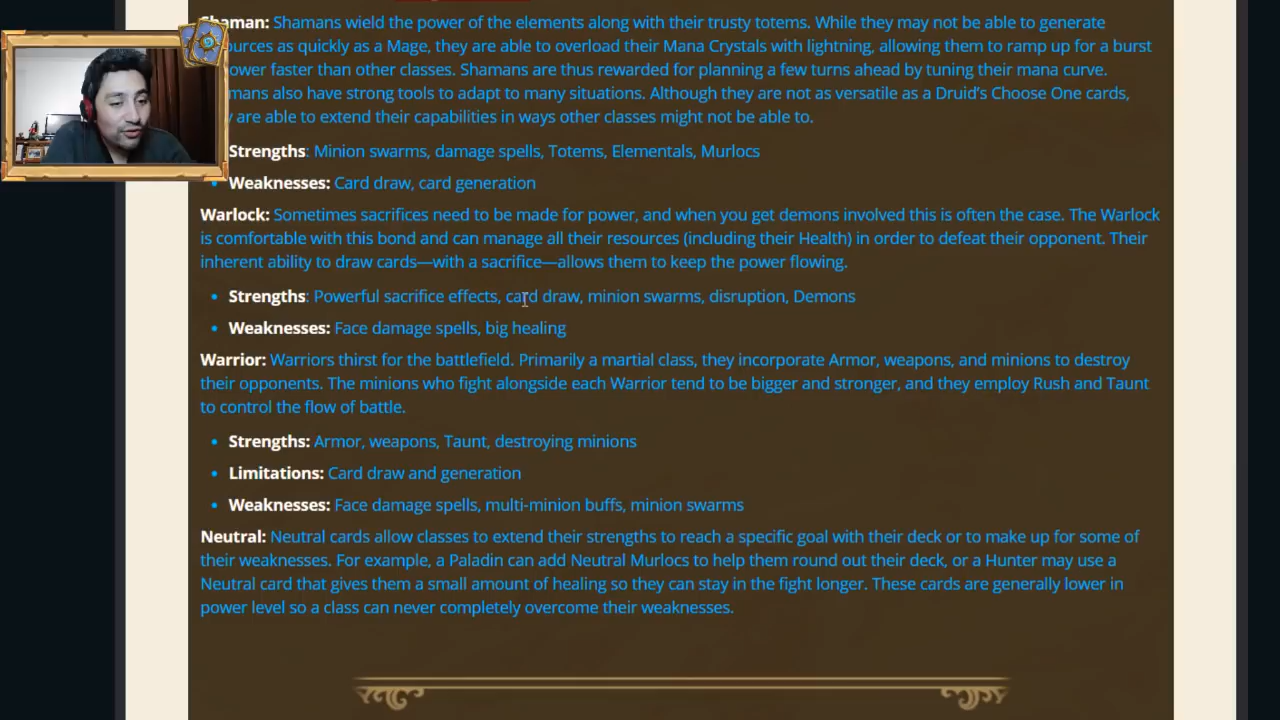 Shaman: Shamans wield the power of the elements along with their trusty totems. While they may not be able to generate
as quickly as a Mage, they are able to overload their Mana Crystals with lightning, allowing them to ramp up for a burst
faster than other classes. Shamans are thus rewarded for planning a few turns ahead by tuning their mana curve.
also have strong tools to adapt to many situations. Although they are not as versatile as a Druid’s Choose One cards,
are able to extend their capabilities in ways other classes might not be able to.
Strengths: Minion swarms, damage spells, Totems, Elementals, Murlocs
• Weaknesses: Card draw, card generation
Warlock: Sometimes sacrifices need to be made for power, and when you get demons involved this is often the case. The Warlock
is comfortable with this bond and can manage all their resources (including their Health) in order to defeat their opponent. Their
inherent ability to draw cards—with a sacrifice—allows them to keep the power flowing.
• Strengths: Powerful sacrifice effects, card draw, minion swarms, disruption, Demons
• Weaknesses: Face damage spells, big healing
Warrior: Warriors thirst for the battlefield. Primarily a martial class, they incorporate Armor, weapons, and minions to destroy
their opponents. The minions who fight alongside each Warrior tend to be bigger and stronger, and they employ Rush and Taunt
to control the flow of battle.
• Strengths: Armor, weapons, Taunt, destroying minions
• Limitations: Card draw and generation
• Weaknesses: Face damage spells, multi-minion buffs, minion swarms
Neutral: Neutral cards allow classes to extend their strengths to reach a specific goal with their deck or to make up for some of
their weaknesses. For example, a Paladin can add Neutral Murlocs to help them round out their deck, or a Hunter may use a
Neutral card that gives them a small amount of healing so they can stay in the fight longer. These cards are generally lower in
power level so a class can never completely overcome their weaknesses.